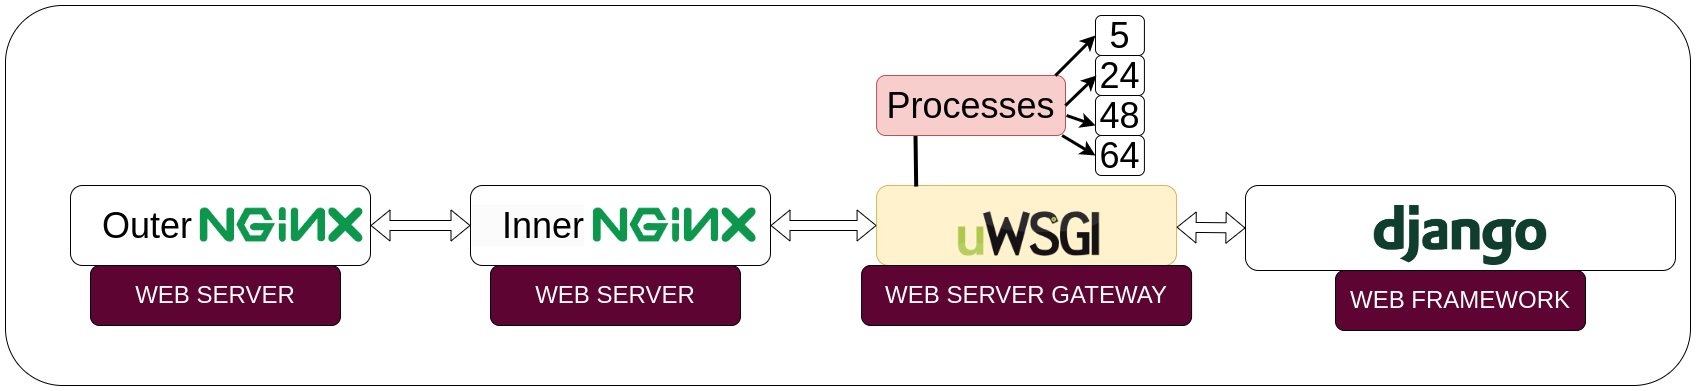 5
24
48
64
Processes
Outer NGINX
Inner NGINX
uWSGI
django
WEB SERVER
WEB SERVER
WEB SERVER GATEWAY
WEB FRAMEWORK